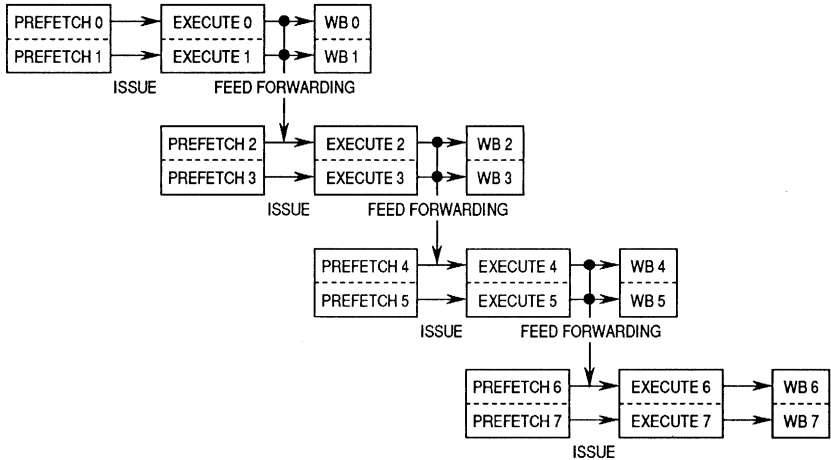 PREFETCH 0 EXECUTE 0 WB 0
PREFETCH 1 EXECUTE 1 WB 1
ISSUE FEED FORWARDING
PREFETCH 2 EXECUTE 2 WB 2
PREFETCH 3 EXECUTE 3 WB 3
ISSUE FEED FORWARDING
PREFETCH 4 EXECUTE 4 WB 4
PREFETCH 5 EXECUTE 5 WB 5
ISSUE FEED FORWARDING
PREFETCH 6 EXECUTE 6 WB 6
PREFETCH 7 EXECUTE 7 WB 7
ISSUE